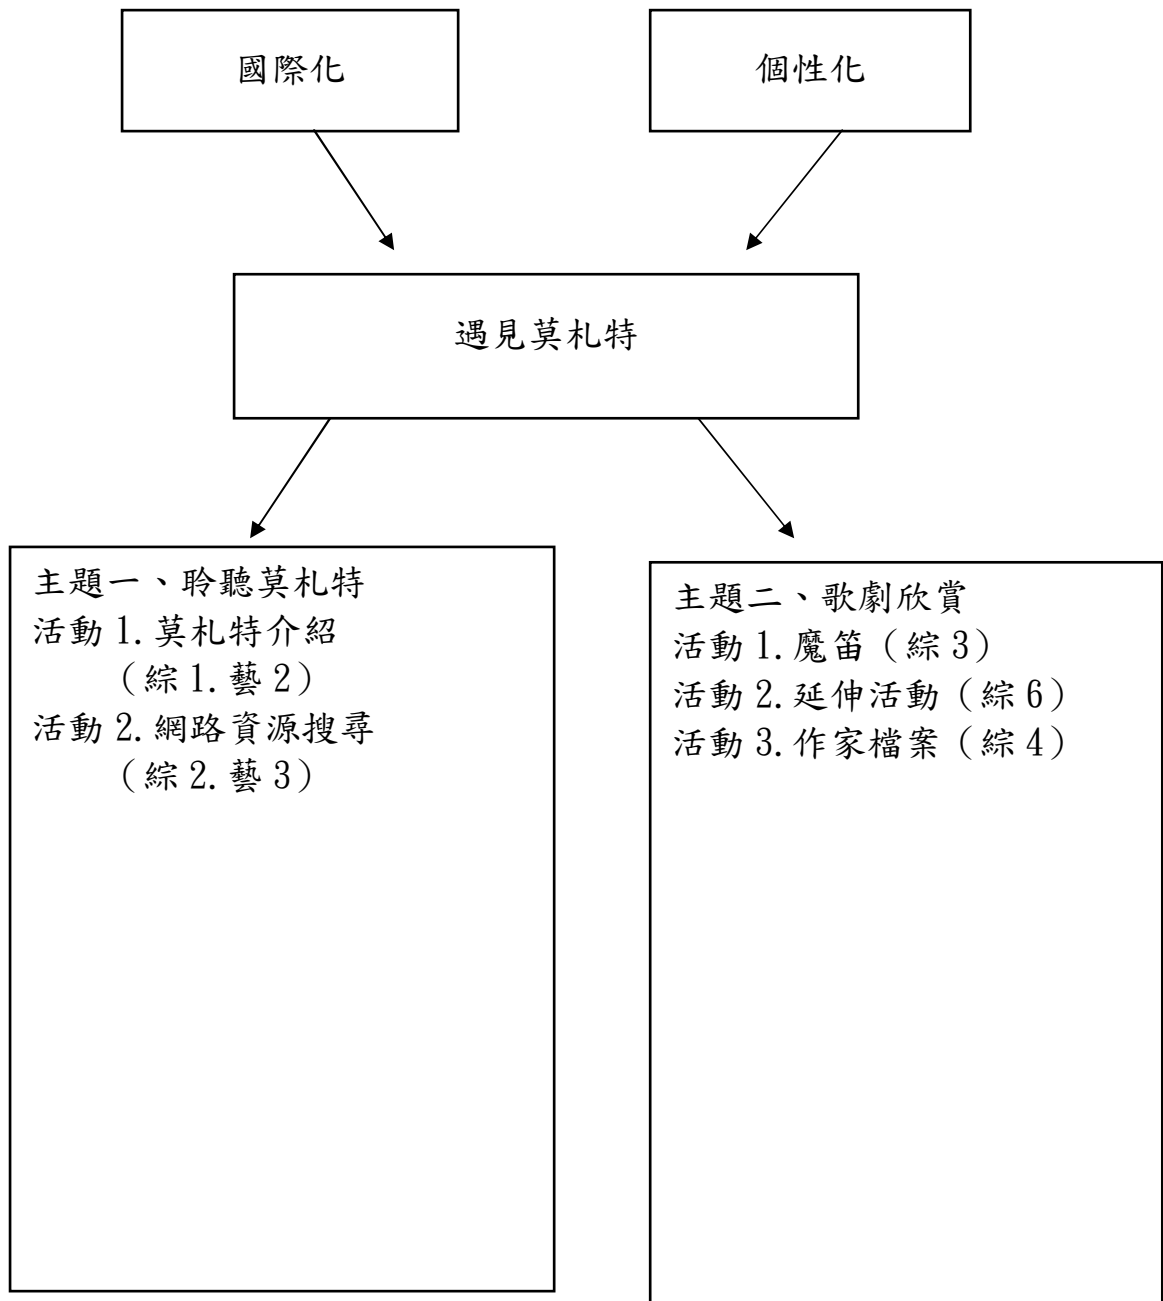 國際化
個性化
遇見莫札特
主題一、聆聽莫札特
活動 1.莫札特介紹
（綜 1.藝 2）
活動 2.網路資源搜尋
（綜 2.藝 3）
主題二、歌劇欣賞
活動 1.魔笛（綜 3）
活動 2.延伸活動（綜 6）
活動 3.作家檔案（綜 4）